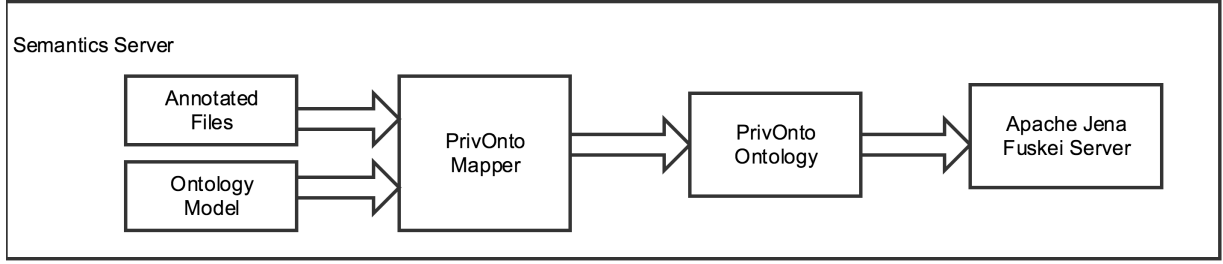 Semantics Server
Annotated
Files
Ontology
Model
PrivOnto
Mapper
PrivOnto
Ontology
Apache Jena
Fuskei Server